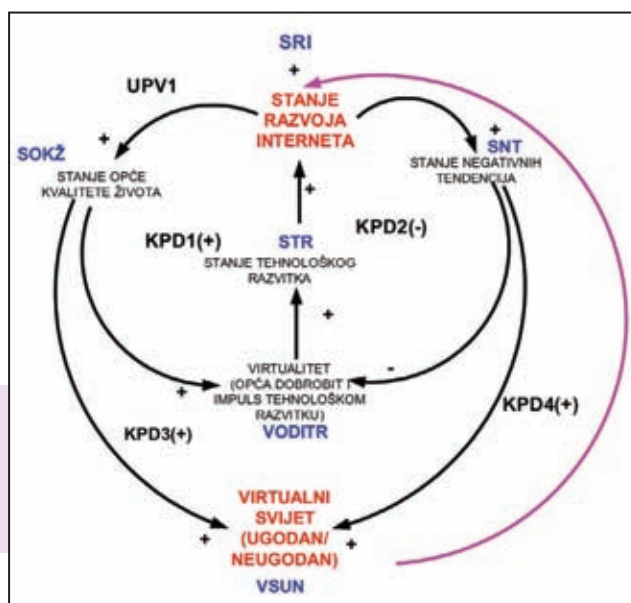 SRI
+
UPV1
STANJE
RAZVOJA
INTERNETA
+
SOKŽ
STANJE OPĆE
KVALITETE ŽIVOTA
+
SNT
STANJE NEGATIVNIH
TENDENCIJA
+
KPD1(+)
KPD2(-)
STR
STANJE TEHNOLOŠKOG
RAZVITKA
+
-
VIRTUALITET
(OPĆA DOBROBIT I
IMPULS TEHNOLOŠKOM
RAZVITKU)
VODITR
+
KPD3(+)
KPD4(+)
VIRTUALNI
SVIJET
(UGODAN/
NEUGODAN)
+
+
VSUN